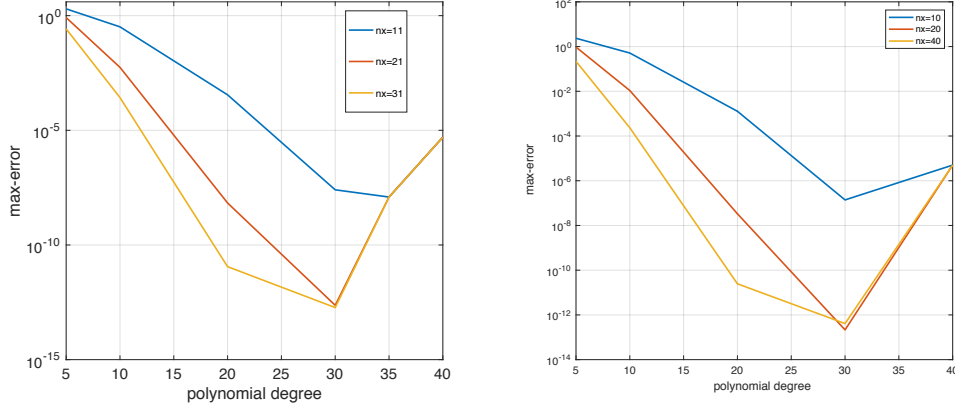 10^0
10^-5
10^-10
10^-15
max-error
5 10 15 20 25 30 35 40
polynomial degree
nx=11
nx=21
nx=31
10^2
10^0
10^-2
10^-4
10^-6
10^-8
10^-10
10^-12
10^-14
max-error
5 10 15 20 25 30 35 40
polynomial degree
nx=10
nx=20
nx=40